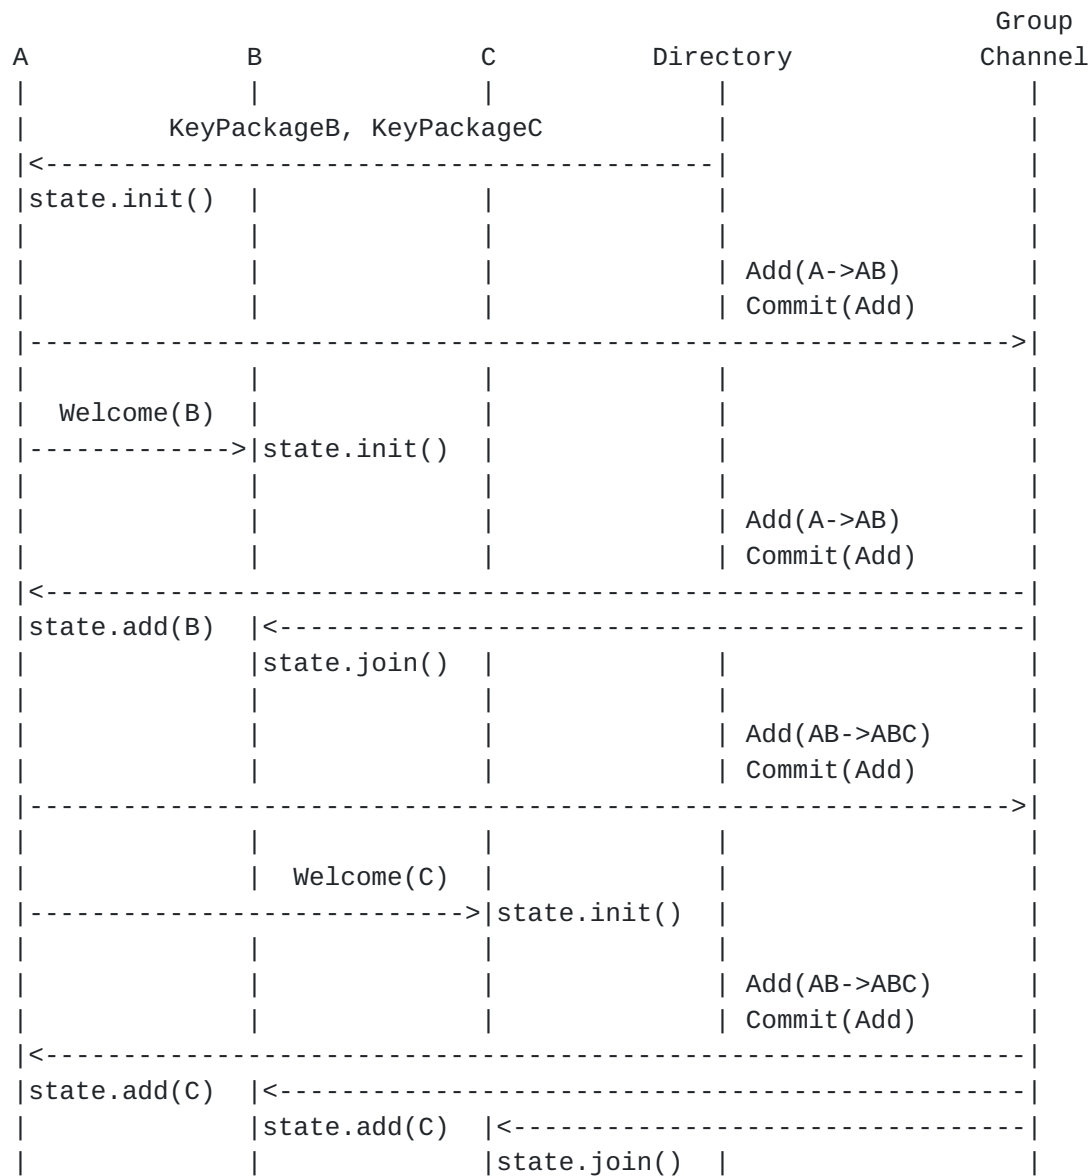 Group
A              B              C          Directory            Channel
|              |              |              |                   |
|         KeyPackageB, KeyPackageC           |                   |
|<-------------------------------------------|                   |
|state.init()  |              |              |                   |
|              |              |              |                   |
|              |              |              | Add(A->AB)        |
|              |              |              | Commit(Add)       |
|--------------------------------------------------------------->|
|              |              |              |                   |
|  Welcome(B)  |              |              |                   |
|------------->|state.init()  |              |                   |
|              |              |              |                   |
|              |              |              | Add(A->AB)        |
|              |              |              | Commit(Add)       |
|<---------------------------------------------------------------|
|state.add(B)  |<------------------------------------------------|
|              |state.join()  |              |                   |
|              |              |              |                   |
|              |              |              | Add(AB->ABC)      |
|              |              |              | Commit(Add)       |
|--------------------------------------------------------------->|
|              |              |              |                   |
|              |  Welcome(C)  |              |                   |
|---------------------------->|state.init()  |                   |
|              |              |              |                   |
|              |              |              | Add(AB->ABC)      |
|              |              |              | Commit(Add)       |
|<---------------------------------------------------------------|
|state.add(C)  |<------------------------------------------------|
|              |state.add(C)  |<---------------------------------|
|              |              |state.join()  |                   |